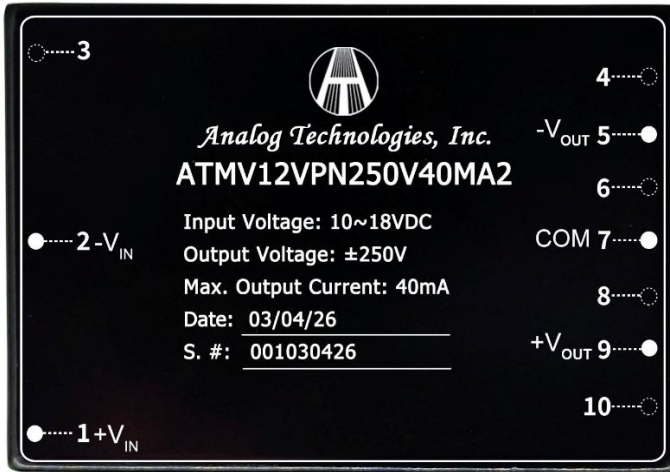 3
4
Analog Technologies, Inc.
-VOUT 5
ATMV12VPN250V40MA2
6
Input Voltage: 10~18VDC
2 -VIN
COM 7
Output Voltage: ±250V
Max. Output Current: 40mA
8
Date: 03/04/26
+VOUT 9
S. #: 001030426
10
1 +VIN